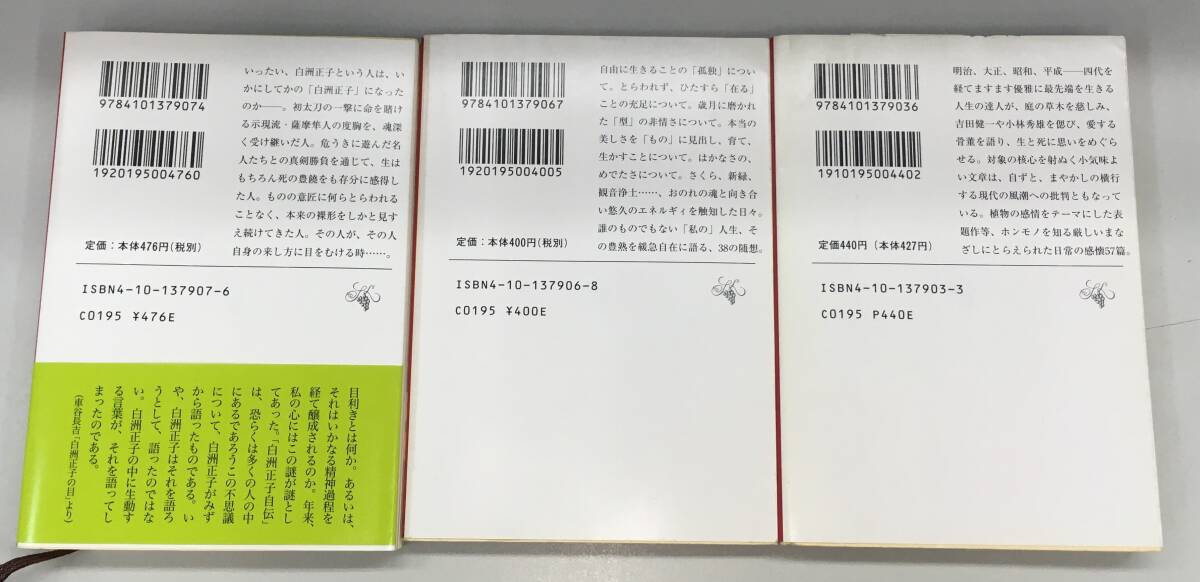 9784101379074
1920195004760
いったい、白洲正子という人は、い
かにしてかの「白洲正子」になった
のか――。初太刀の一撃に命を賭け
る示現流・薩摩隼人の度胸を、魂深
く受け継いだ人。危うきに遊んだ名
人たちとの真剣勝負を通じて、生は
もちろん死の豊饒をも存分に感得し
た人。ものの意匠に何らとらわれる
ことなく、本来の裸形をしかと見す
え続けてきた人。その人が、その人
自身の来し方に目をむける時……。
定価：本体476円(税別)
ISBN4-10-137907-6
C0195 ¥476E
目利きとは何か。あるいは、
それはいかなる精神過程を
経て醸成されるのか。年来、
私の心にはこの謎が謎とし
てあった。「白洲正子自伝」
は、恐らくは多くの人の中
にあるであろうこの不思議
について、白洲正子がみず
から語ったものである。い
や、白洲正子はそれを語ろ
うとして、語ったのではな
い。白洲正子の中に生動す
る言葉が、それを語ってし
まったのである。
（車谷長吉「白洲正子の目」より）
9784101379067
1920195004005
自由に生きることの「孤独」につい
て。とらわれず、ひたすら「在る」
ことの充足について。歳月に磨かれ
た「型」の非情さについて。本当の
美しさを「もの」に見出し、育て、
生かすことについて。はかなさの、
めでたさについて。さくら、新緑、
観音浄土……、おのれの魂と向き合
い悠久のエネルギィを触知した日々。
誰のものでもない「私の」人生、そ
の豊熟を緩急自在に語る、38の随想。
定価：本体400円(税別)
ISBN4-10-137906-8
C0195 ¥400E
9784101379036
1910195004402
明治、大正、昭和、平成――四代を
経てますます優雅に最先端を生きる
人生の達人が、庭の草木を慈しみ、
吉田健一や小林秀雄を偲び、愛する
骨董を語り、生と死に思いをめぐら
せる。対象の核心を射ぬく小気味よ
い文章は、自ずと、まやかしの横行
する現代の風潮への批判ともなって
いる。植物の感情をテーマにした表
題作等、ホンモノを知る厳しいまな
ざしにとらえられた日常の感懐57篇。
定価440円（本体427円）
ISBN4-10-137903-3
C0195 P440E